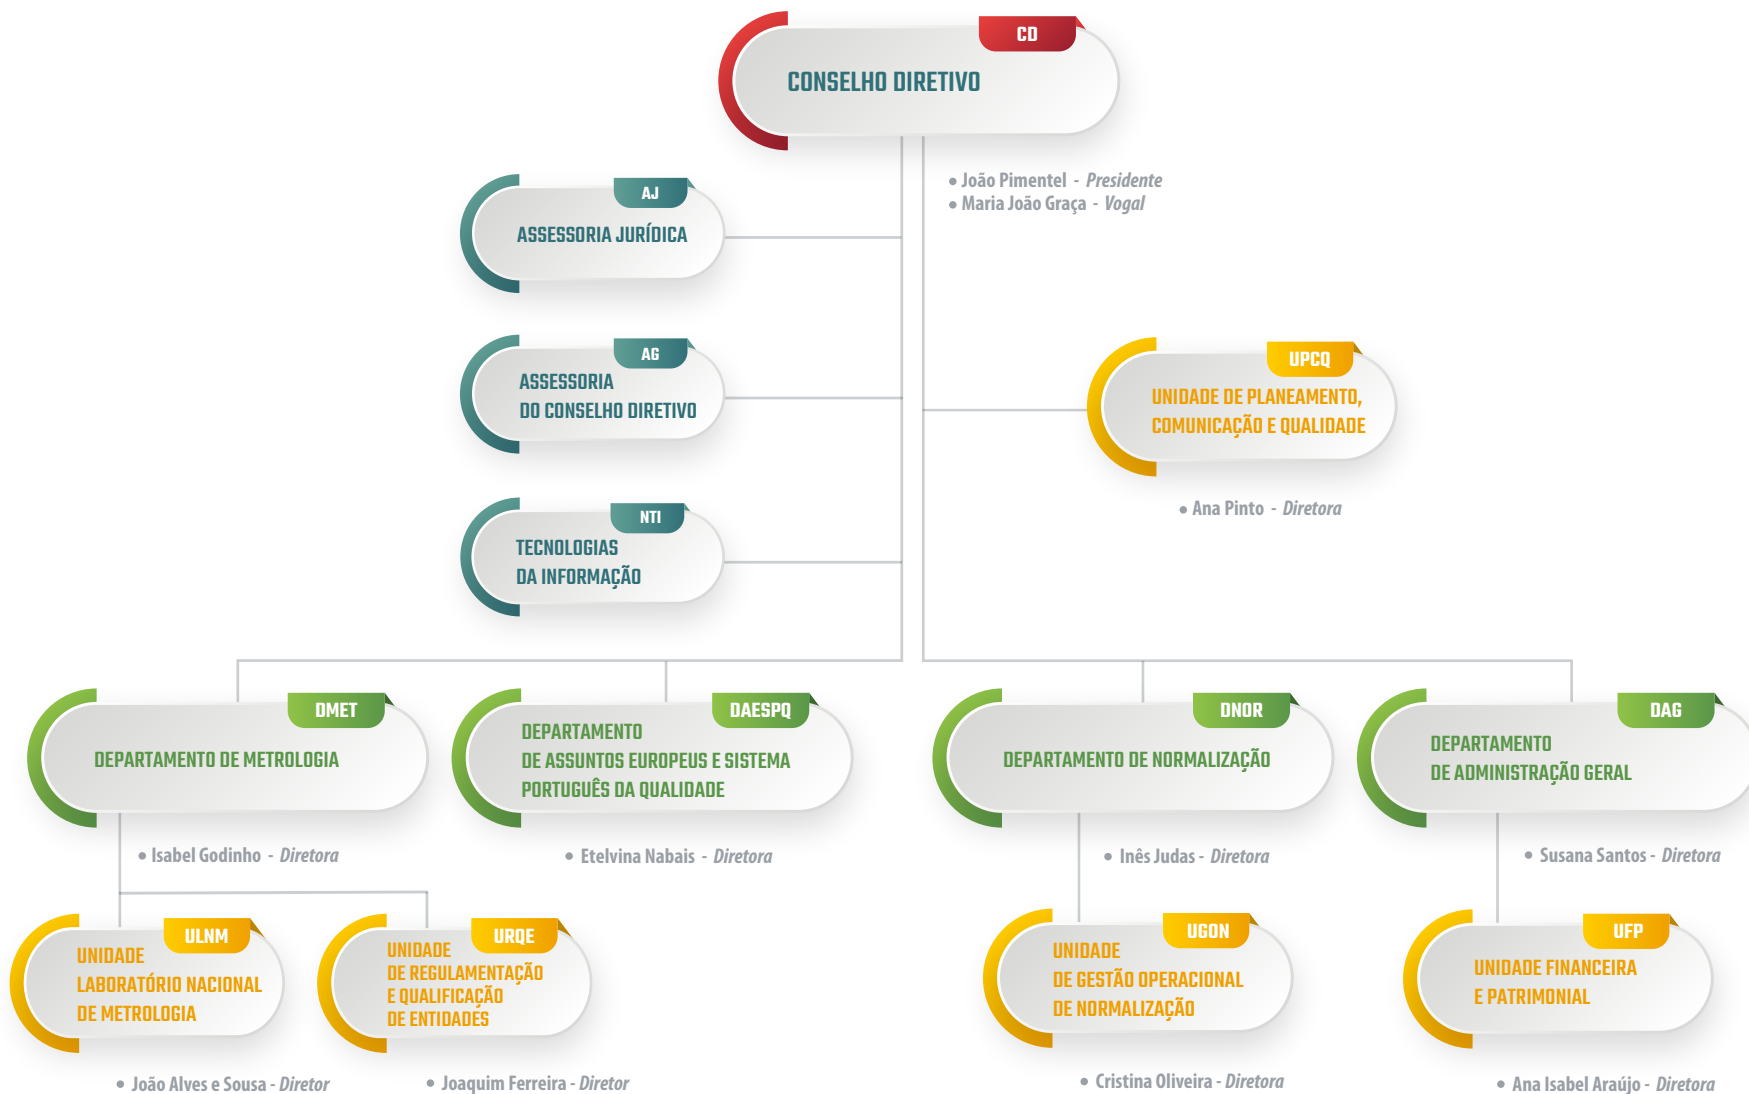 CD
CONSELHO DIRETIVO
• João Pimentel - Presidente
• Maria João Graça - Vogal
AJ
ASSESSORIA JURÍDICA
AG
ASSESSORIA
DO CONSELHO DIRETIVO
UPCQ
UNIDADE DE PLANEAMENTO,
COMUNICAÇÃO E QUALIDADE
• Ana Pinto - Diretora
NTI
TECNOLOGIAS
DA INFORMAÇÃO
DMET
DEPARTAMENTO DE METROLOGIA
• Isabel Godinho - Diretora
DAESPQ
DEPARTAMENTO
DE ASSUNTOS EUROPEUS E SISTEMA
PORTUGUÊS DA QUALIDADE
• Etelvina Nabais - Diretora
DNOR
DEPARTAMENTO DE NORMALIZAÇÃO
• Inês Judas - Diretora
DAG
DEPARTAMENTO
DE ADMINISTRAÇÃO GERAL
• Susana Santos - Diretora
ULNM
UNIDADE
LABORATÓRIO NACIONAL
DE METROLOGIA
• João Alves e Sousa - Diretor
URQE
UNIDADE
DE REGULAMENTAÇÃO
E QUALIFICAÇÃO
DE ENTIDADES
• Joaquim Ferreira - Diretor
UGON
UNIDADE
DE GESTÃO OPERACIONAL
DE NORMALIZAÇÃO
• Cristina Oliveira - Diretora
UFP
UNIDADE FINANCEIRA
E PATRIMONIAL
• Ana Isabel Araújo - Diretora